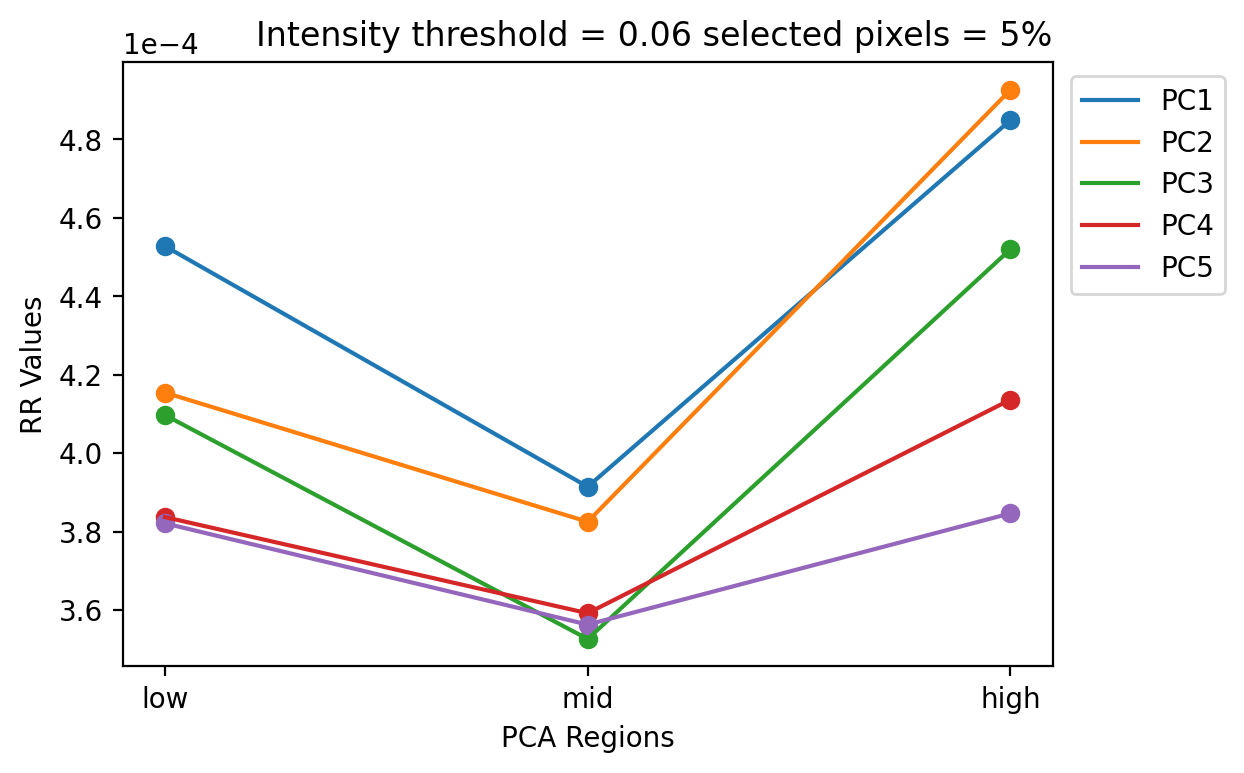 Intensity threshold = 0.06 selected pixels = 5%
1e−4
4.8
4.6
4.4
4.2
4.0
3.8
3.6
RR Values
low
mid
high
PCA Regions
PC1
PC2
PC3
PC4
PC5